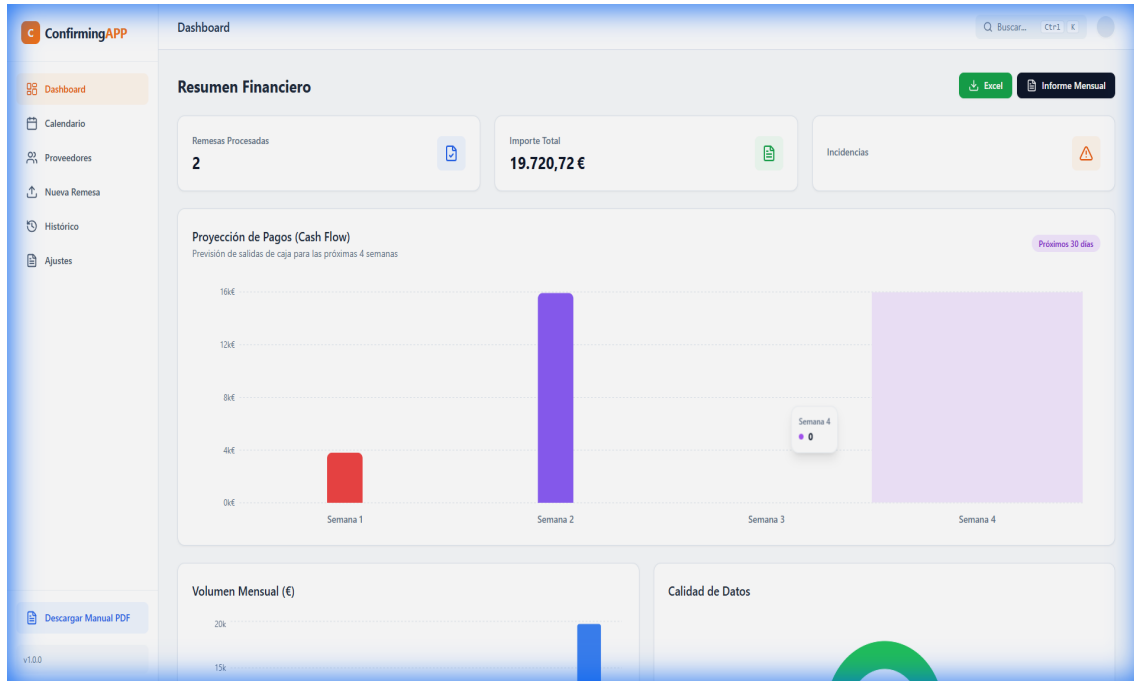 C ConfirmingAPP
Dashboard
Buscar... Ctrl K
Dashboard
Calendario
Proveedores
Nueva Remesa
Histórico
Ajustes
Descargar Manual PDF
v1.0.0
Resumen Financiero
Excel
Informe Mensual
Remesas Procesadas
2
Importe Total
19.720,72 €
Incidencias
Proyección de Pagos (Cash Flow)
Previsión de salidas de caja para las próximas 4 semanas
Próximos 30 días
16k€
12k€
8k€
4k€
0k€
Semana 4
0
Semana 1
Semana 2
Semana 3
Semana 4
Volumen Mensual (€)
20k
15k
Calidad de Datos